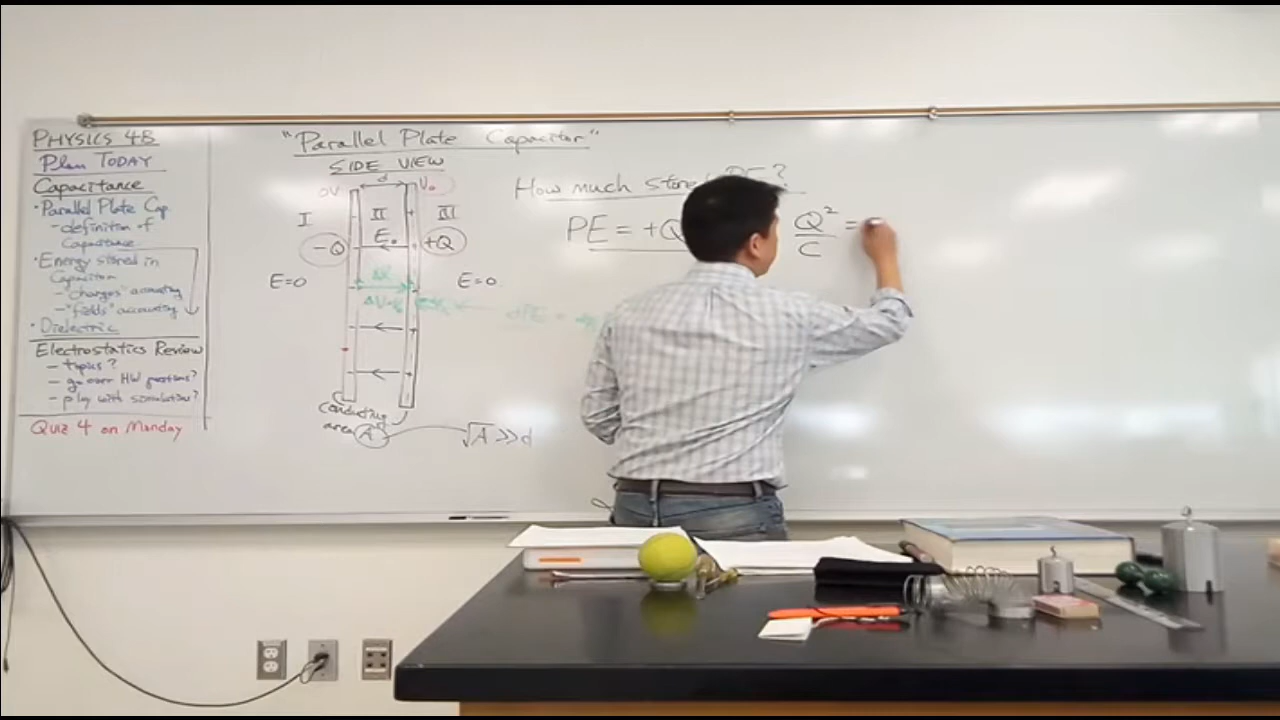 PHYSICS 4B
Plan TODAY
Capacitance
• Parallel Plate Cap.
- definition of
Capacitance
• Energy stored in
Capacitor
- "charges" accounting
- "fields" accounting
• Dielectric
Electrostatics Review
- topics?
- go over HW questions?
- play with simulation?
Quiz 4 on Monday
"Parallel Plate Capacitor"
SIDE VIEW
0V d V₀
I II III
-Q E₀ +Q
E=0 E=0
conducting
area A
√A >> d
How much stored PE?
PE = +Q
Q²/C =